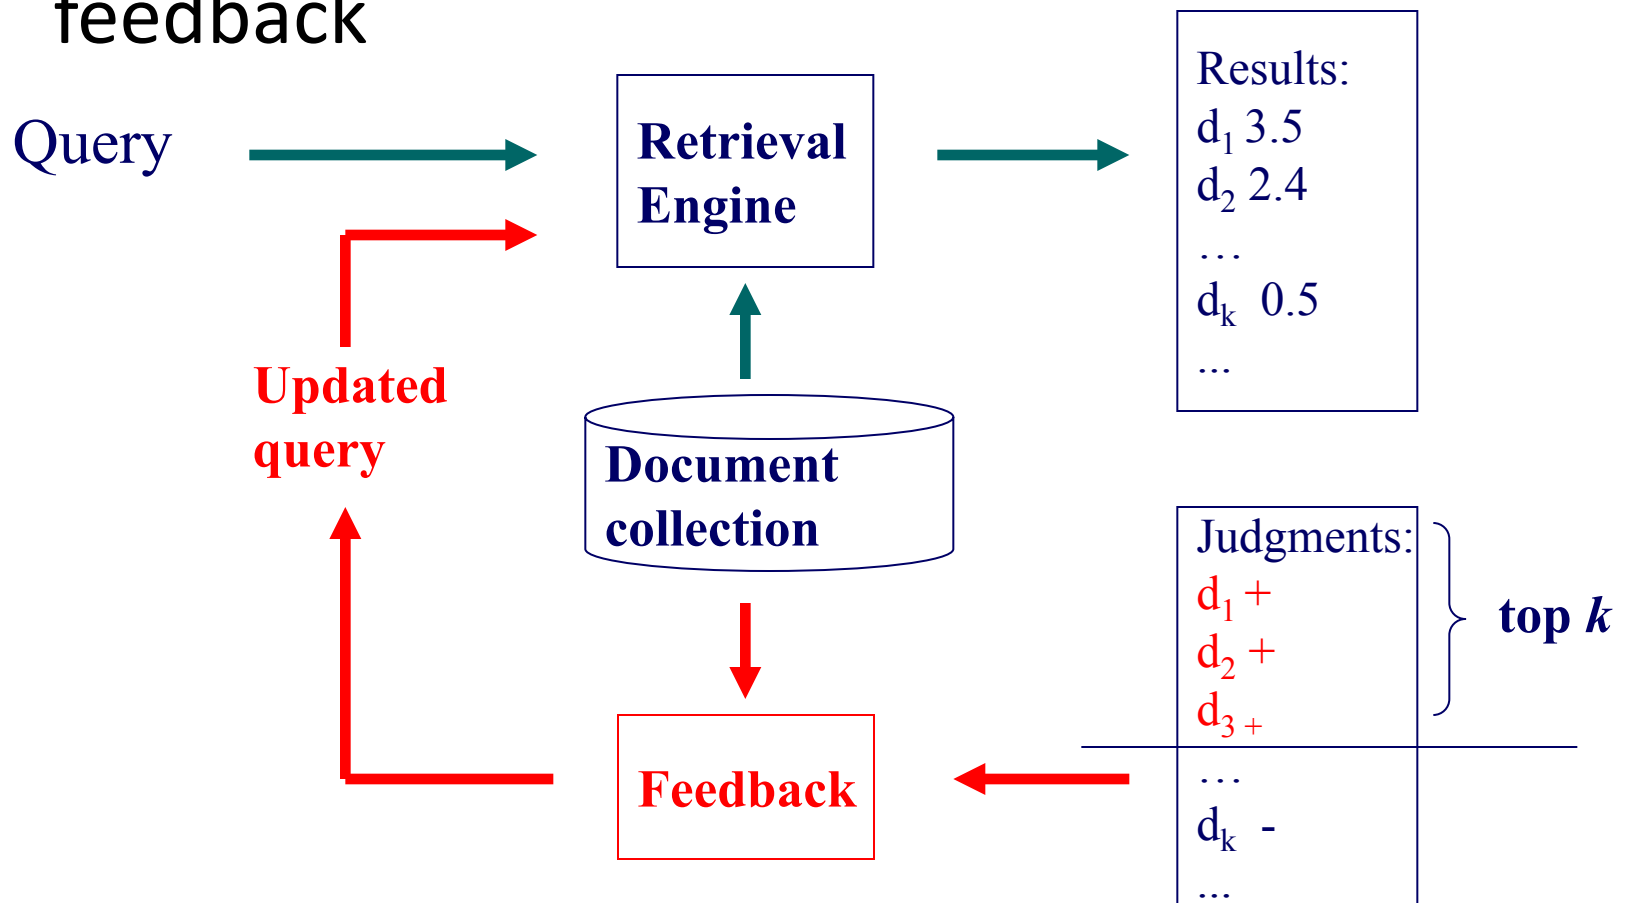 feedback
Query
Retrieval
Engine
Results:
d1 3.5
d2 2.4
…
dk 0.5
...
Updated
query
Document
collection
Judgments:
d1 +
d2 +
d3 +
top k
Feedback
…
dk -
...